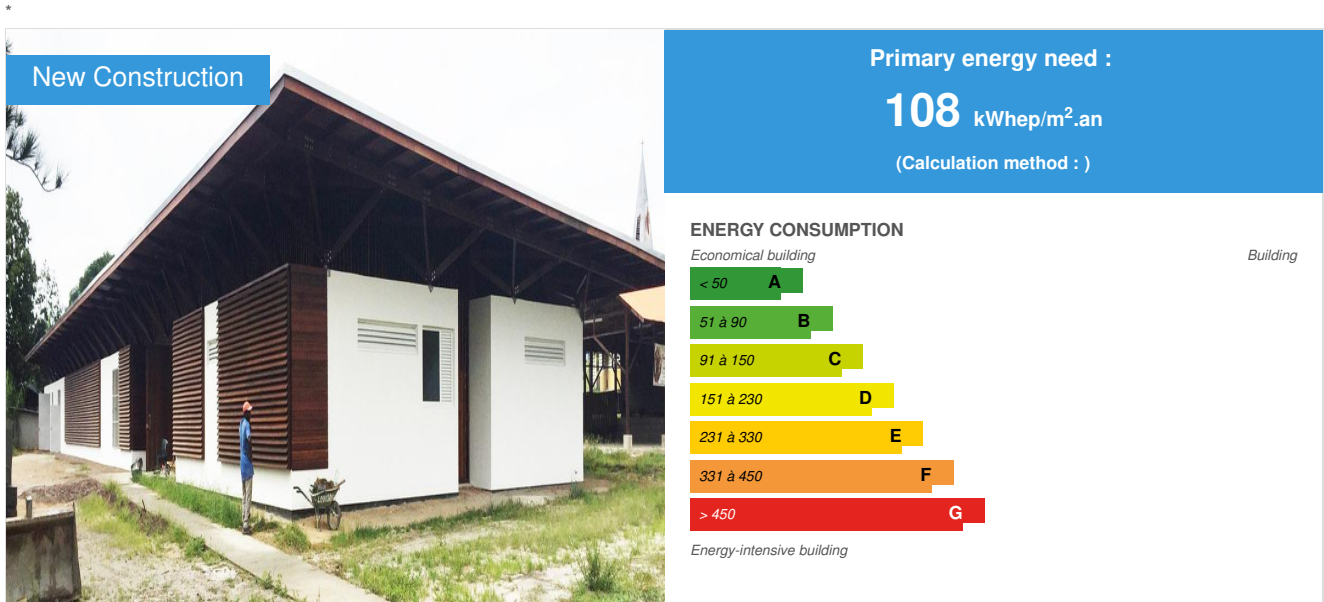 *
New Construction
Primary energy need :
108 kWhep/m².an
(Calculation method : )
ENERGY CONSUMPTION
Economical building
Building
< 50 A
51 à 90 B
91 à 150 C
151 à 230 D
231 à 330 E
331 à 450 F
> 450 G
Energy-intensive building